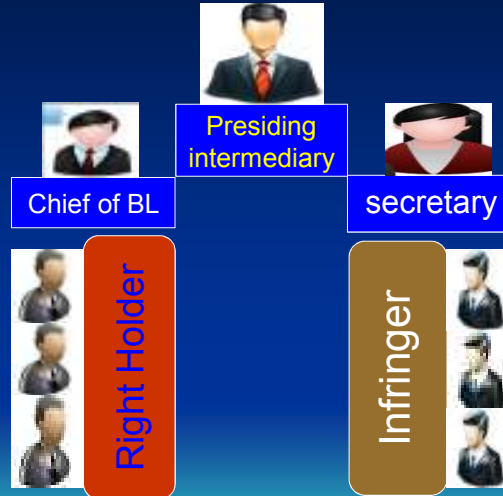 Presiding
intermediary
Chief of BL
secretary
Right Holder
Infringer